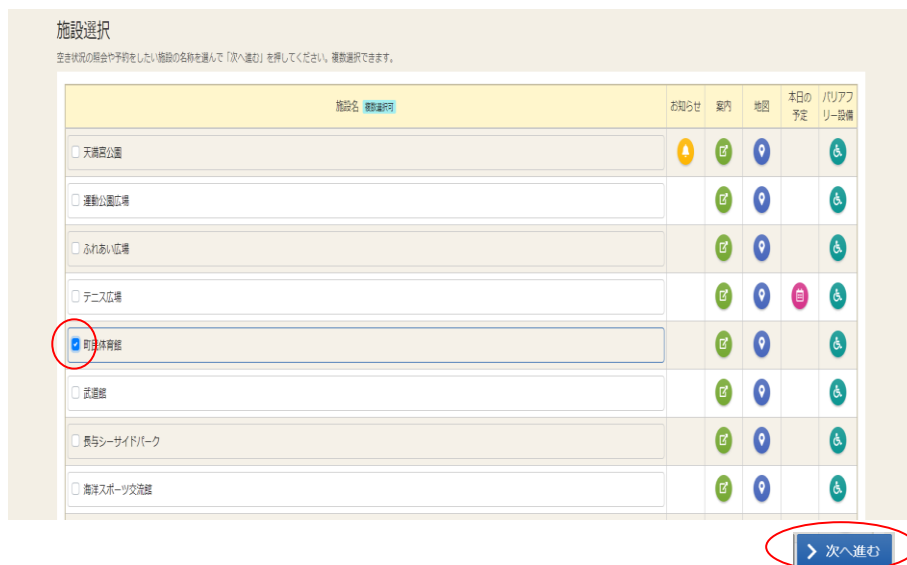 施設選択
空き状況の照会や予約をしたい施設の名称を選んで「次へ進む」を押してください。複数選択できます。
施設名 複数選択可 お知らせ 案内 地図 本日の予定 バリアフリー設備
天満宮公園
運動公園広場
ふれあい広場
テニス広場
町民体育館
武道館
長与シーサイドパーク
海洋スポーツ交流館
次へ進む